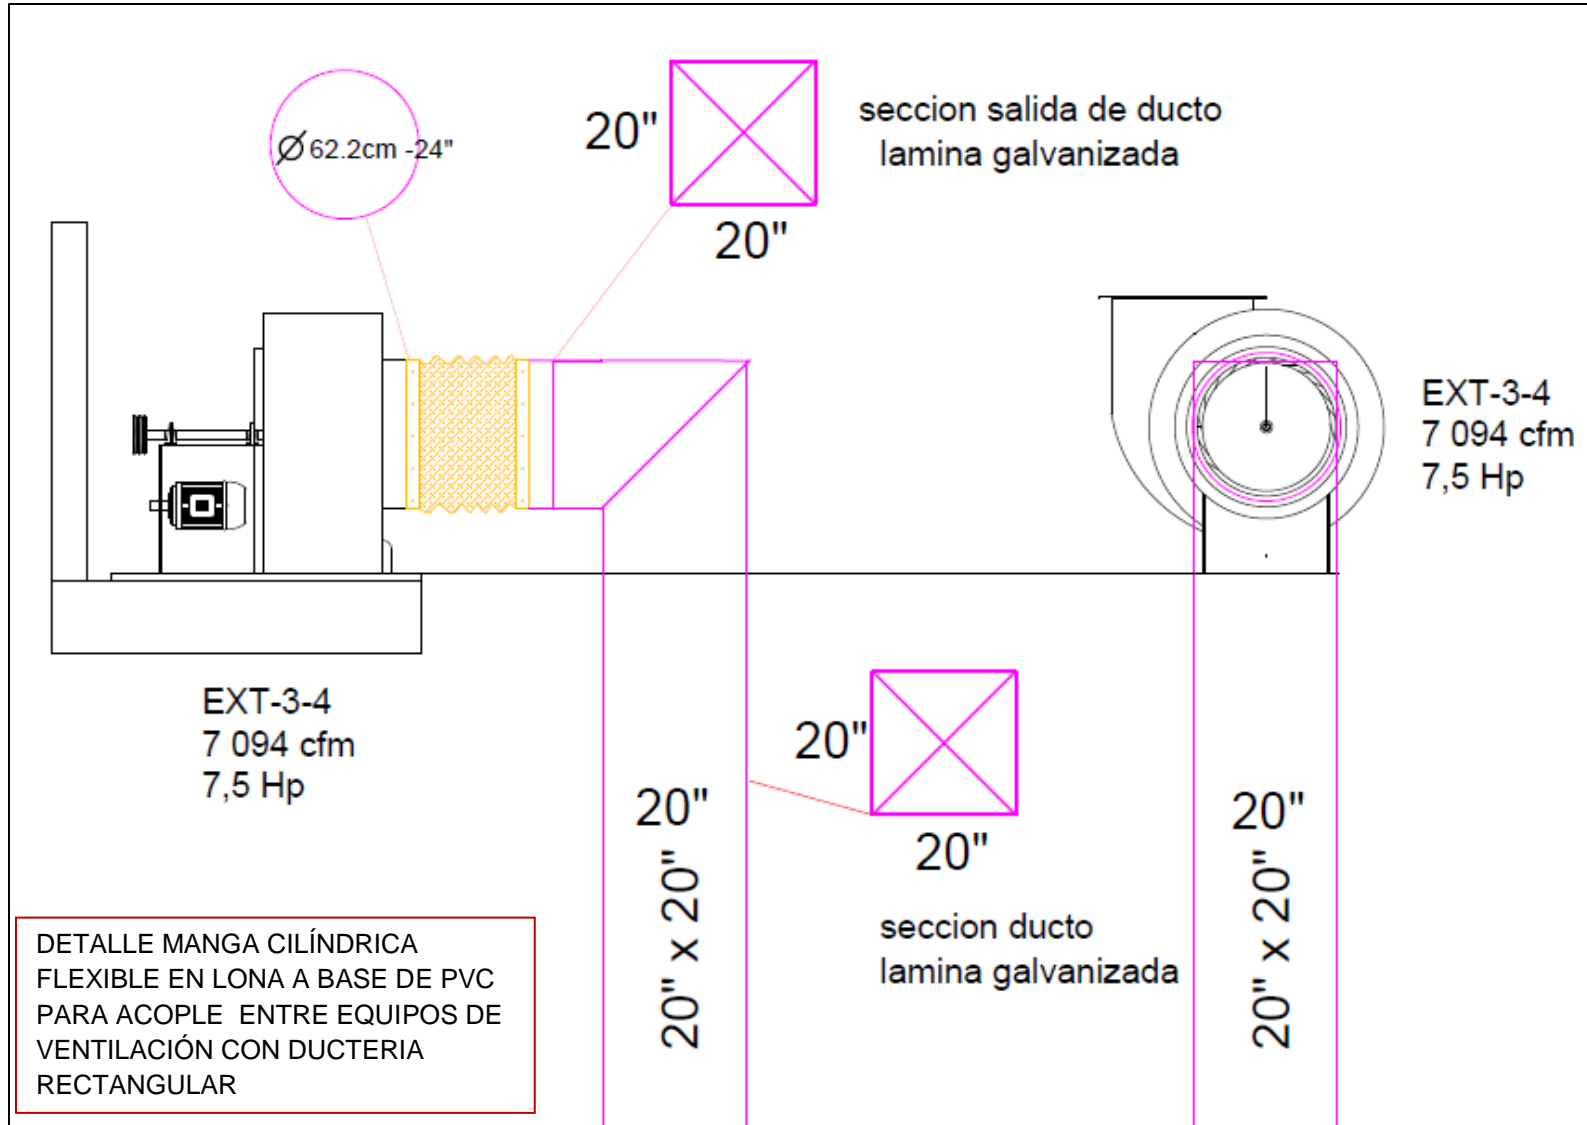 Ø 62.2cm -24"
20"
20"
seccion salida de ducto
lamina galvanizada
EXT-3-4
7 094 cfm
7,5 Hp
EXT-3-4
7 094 cfm
7,5 Hp
20"
20"
seccion ducto
lamina galvanizada
20"
20" x 20"
20"
20" x 20"
DETALLE MANGA CILÍNDRICA
FLEXIBLE EN LONA A BASE DE PVC
PARA ACOPLE  ENTRE EQUIPOS DE
VENTILACIÓN CON DUCTERIA
RECTANGULAR